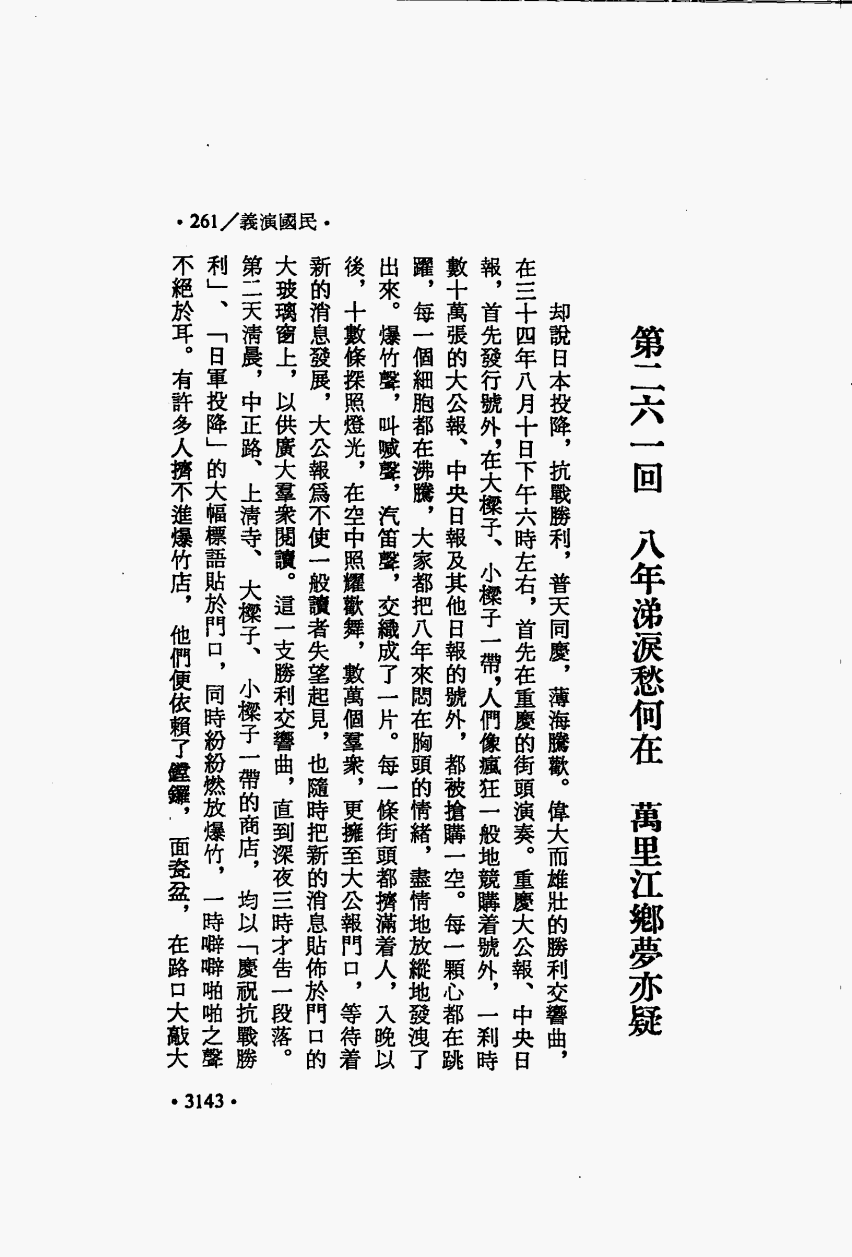 •261／義演國民•
第二六一回　八年涕淚愁何在　萬里江鄉夢亦疑
却說日本投降，抗戰勝利，普天同慶，薄海騰歡。偉大而雄壯的勝利交響曲，
在三十四年八月十日下午六時左右，首先在重慶的街頭演奏。重慶大公報、中央日
報，首先發行號外，在大樑子、小樑子一帶，人們像瘋狂一般地競購着號外，一刹時
數十萬張的大公報、中央日報及其他日報的號外，都被搶購一空。每一顆心都在跳
躍，每一個細胞都在沸騰，大家都把八年來悶在胸頭的情緒，盡情地放縱地發洩了
出來。爆竹聲，叫喊聲，汽笛聲，交織成了一片。每一條街頭都擠滿着人，入晚以
後，十數條探照燈光，在空中照耀歡舞，數萬個羣衆，更擁至大公報門口，等待着
新的消息發展，大公報爲不使一般讀者失望起見，也隨時把新的消息貼佈於門口的
大玻璃窗上，以供廣大羣衆閱讀。這一支勝利交響曲，直到深夜三時才告一段落。
第二天清晨，中正路、上清寺、大樑子、小樑子一帶的商店，均以「慶祝抗戰勝
利」、「日軍投降」的大幅標語貼於門口，同時紛紛燃放爆竹，一時噼噼啪啪之聲
不絕於耳。有許多人擠不進爆竹店，他們便依賴了鏜鑼，面瓷盆，在路口大敲大
•3143•